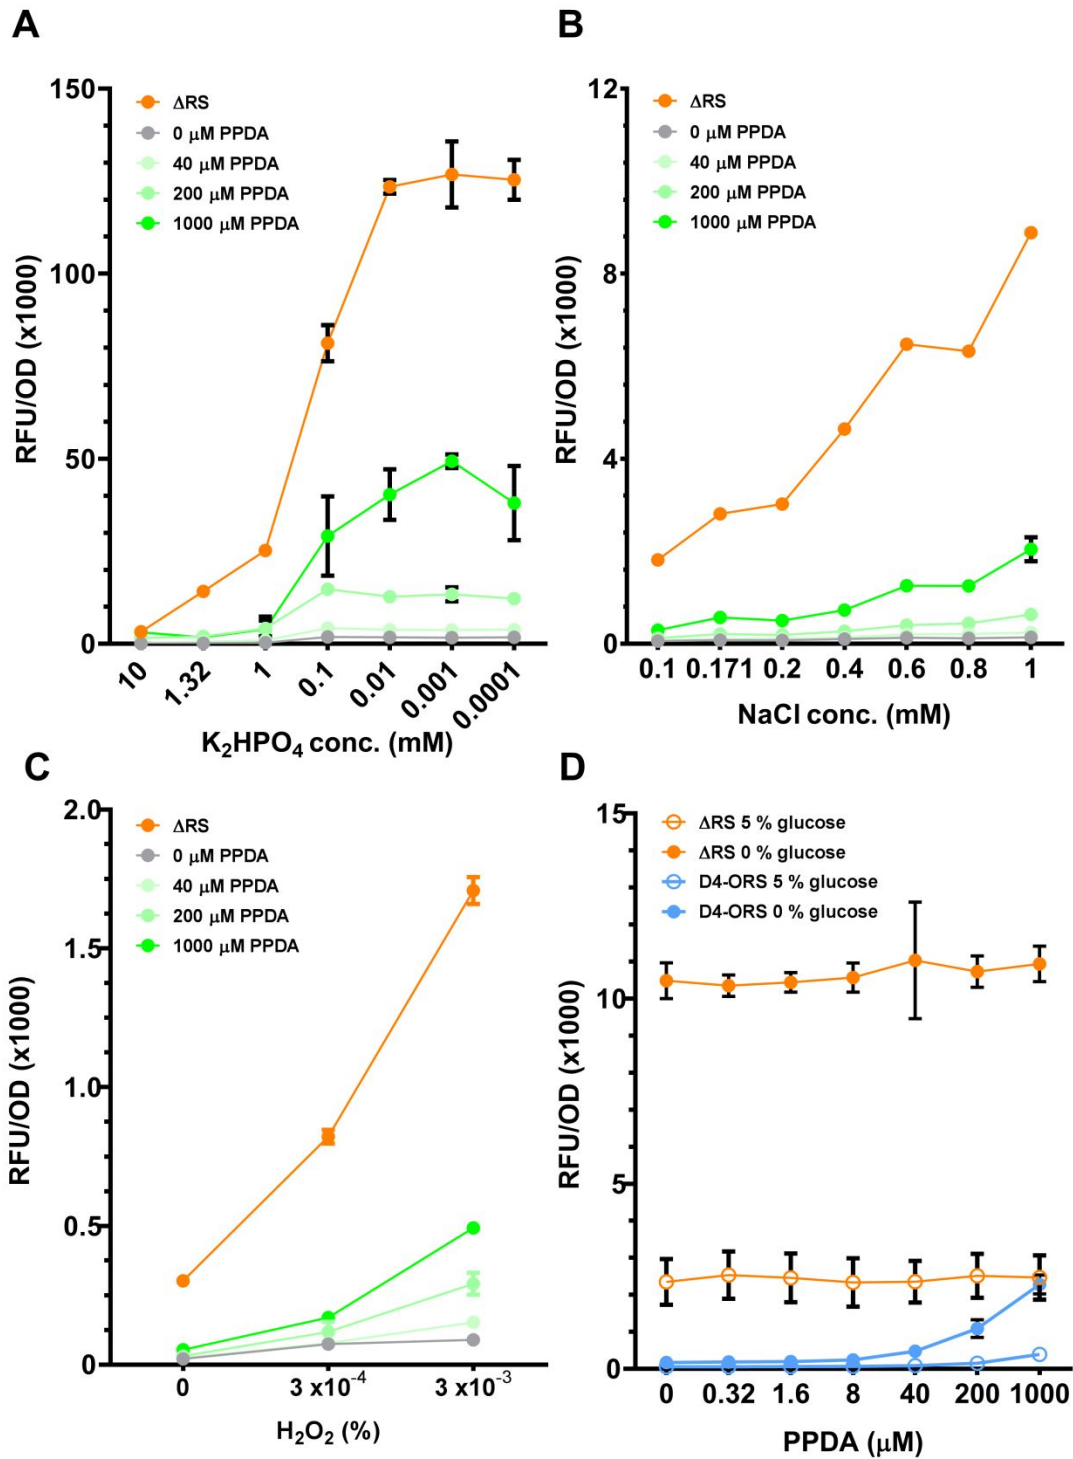 A
RFU/OD (x1000)
150
100
50
0
ΔRS
0 μM PPDA
40 μM PPDA
200 μM PPDA
1000 μM PPDA
10 1.32 1 0.1 0.01 0.001 0.0001
K₂HPO₄ conc. (mM)
B
RFU/OD (x1000)
12
8
4
0
ΔRS
0 μM PPDA
40 μM PPDA
200 μM PPDA
1000 μM PPDA
0.1 0.171 0.2 0.4 0.6 0.8 1
NaCl conc. (mM)
C
RFU/OD (x1000)
2.0
1.5
1.0
0.5
0
ΔRS
0 μM PPDA
40 μM PPDA
200 μM PPDA
1000 μM PPDA
0 3 x10⁻⁴ 3 x10⁻³
H₂O₂ (%)
D
RFU/OD (x1000)
15
10
5
0
ΔRS 5 % glucose
ΔRS 0 % glucose
D4-ORS 5 % glucose
D4-ORS 0 % glucose
0 0.32 1.6 8 40 200 1000
PPDA (μM)